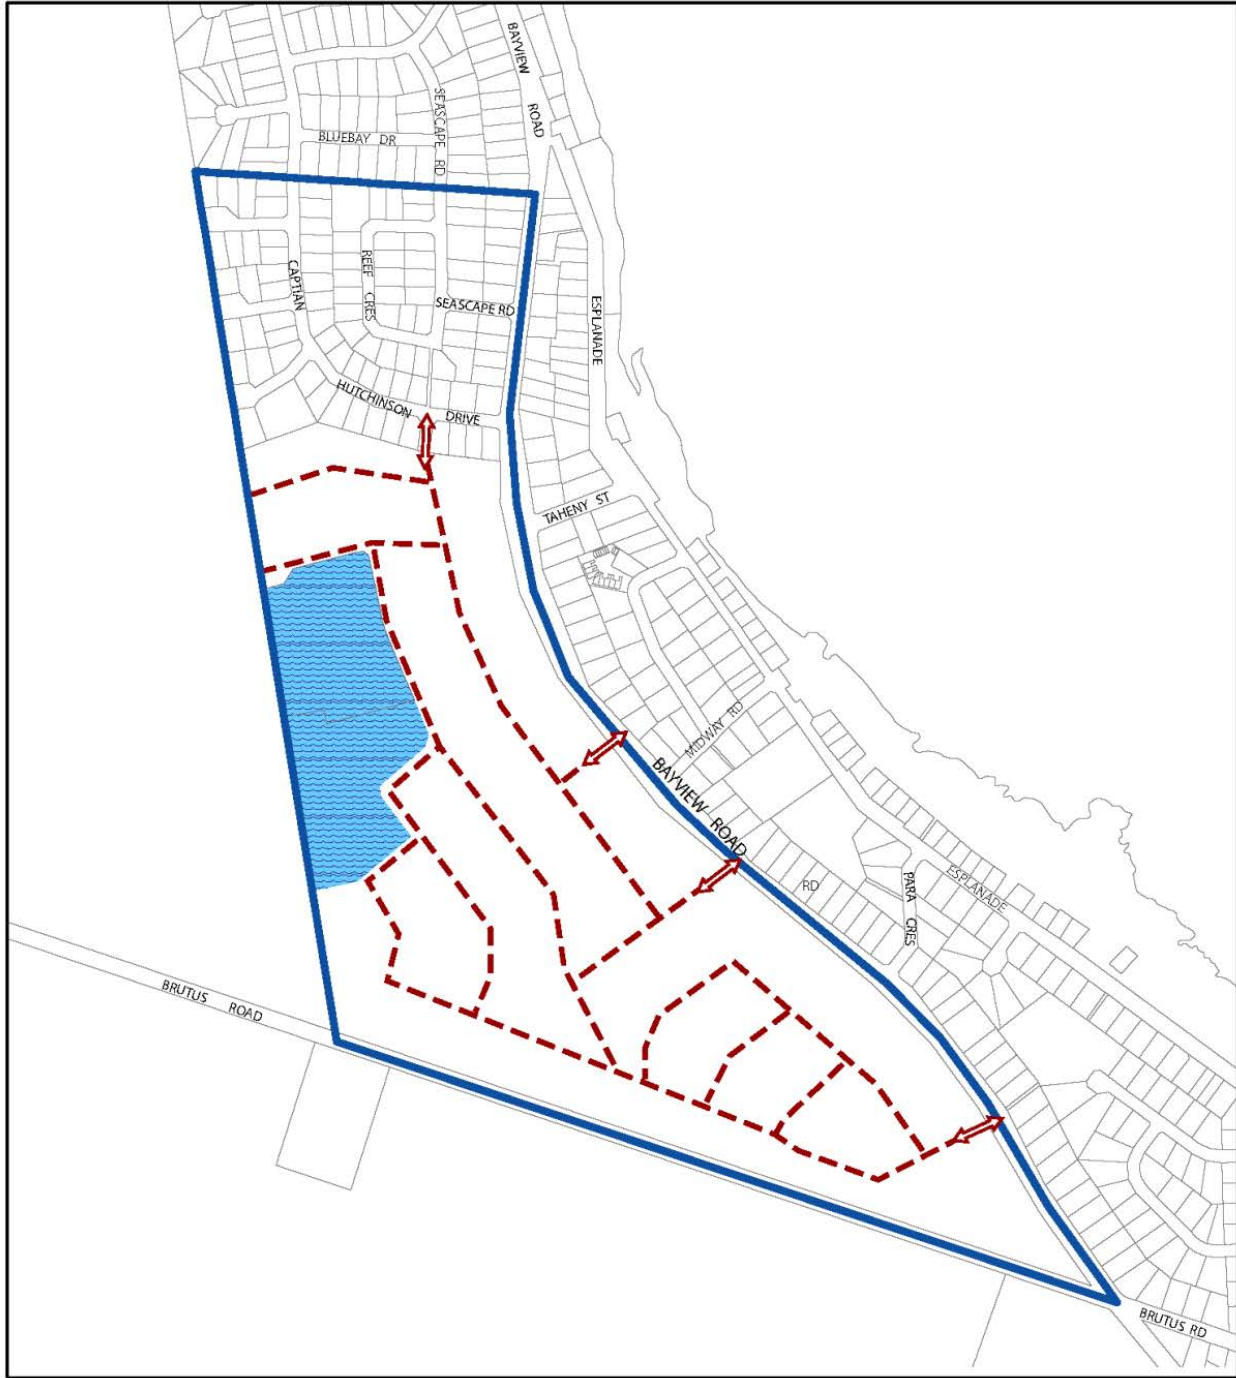 BAYVIEW ROAD
SEASCAPE RD
BLUEBAY DR
CAPTIAN
REEF CRES
SEASCAPE RD
ESPLANADE
HUTCHINSON DRIVE
TAHENY ST
MIDWAY RD
BAYVIEW ROAD
RD
PARA CRES
ESPLANADE
BRUTUS ROAD
BRUTUS RD